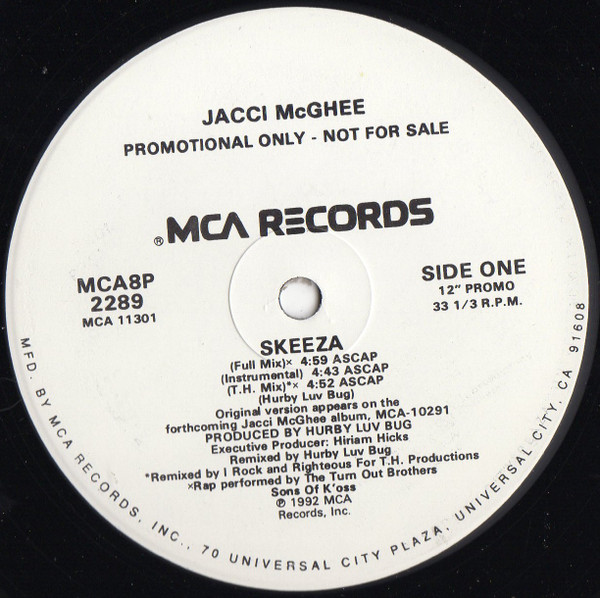 JACCI McGHEE
PROMOTIONAL ONLY - NOT FOR SALE
® MCA RECORDS
MCA8P
2289
MCA 11301
SIDE ONE
12" PROMO
33 1/3 R.P.M.
SKEEZA
(Full Mix)× 4:59 ASCAP
(Instrumental) 4:43 ASCAP
(T.H. Mix)*× 4:52 ASCAP
(Hurby Luv Bug)
Original version appears on the
forthcoming Jacci McGhee album, MCA-10291
PRODUCED BY HURBY LUV BUG
Executive Producer: Hiriam Hicks
Remixed by Hurby Luv Bug
*Remixed by I Rock and Righteous For T.H. Productions
×Rap performed by The Turn Out Brothers
Sons Of K'oss
℗ 1992 MCA
Records, Inc.
MFD. BY MCA RECORDS, INC., 70 UNIVERSAL CITY PLAZA, UNIVERSAL CITY, CA 91608